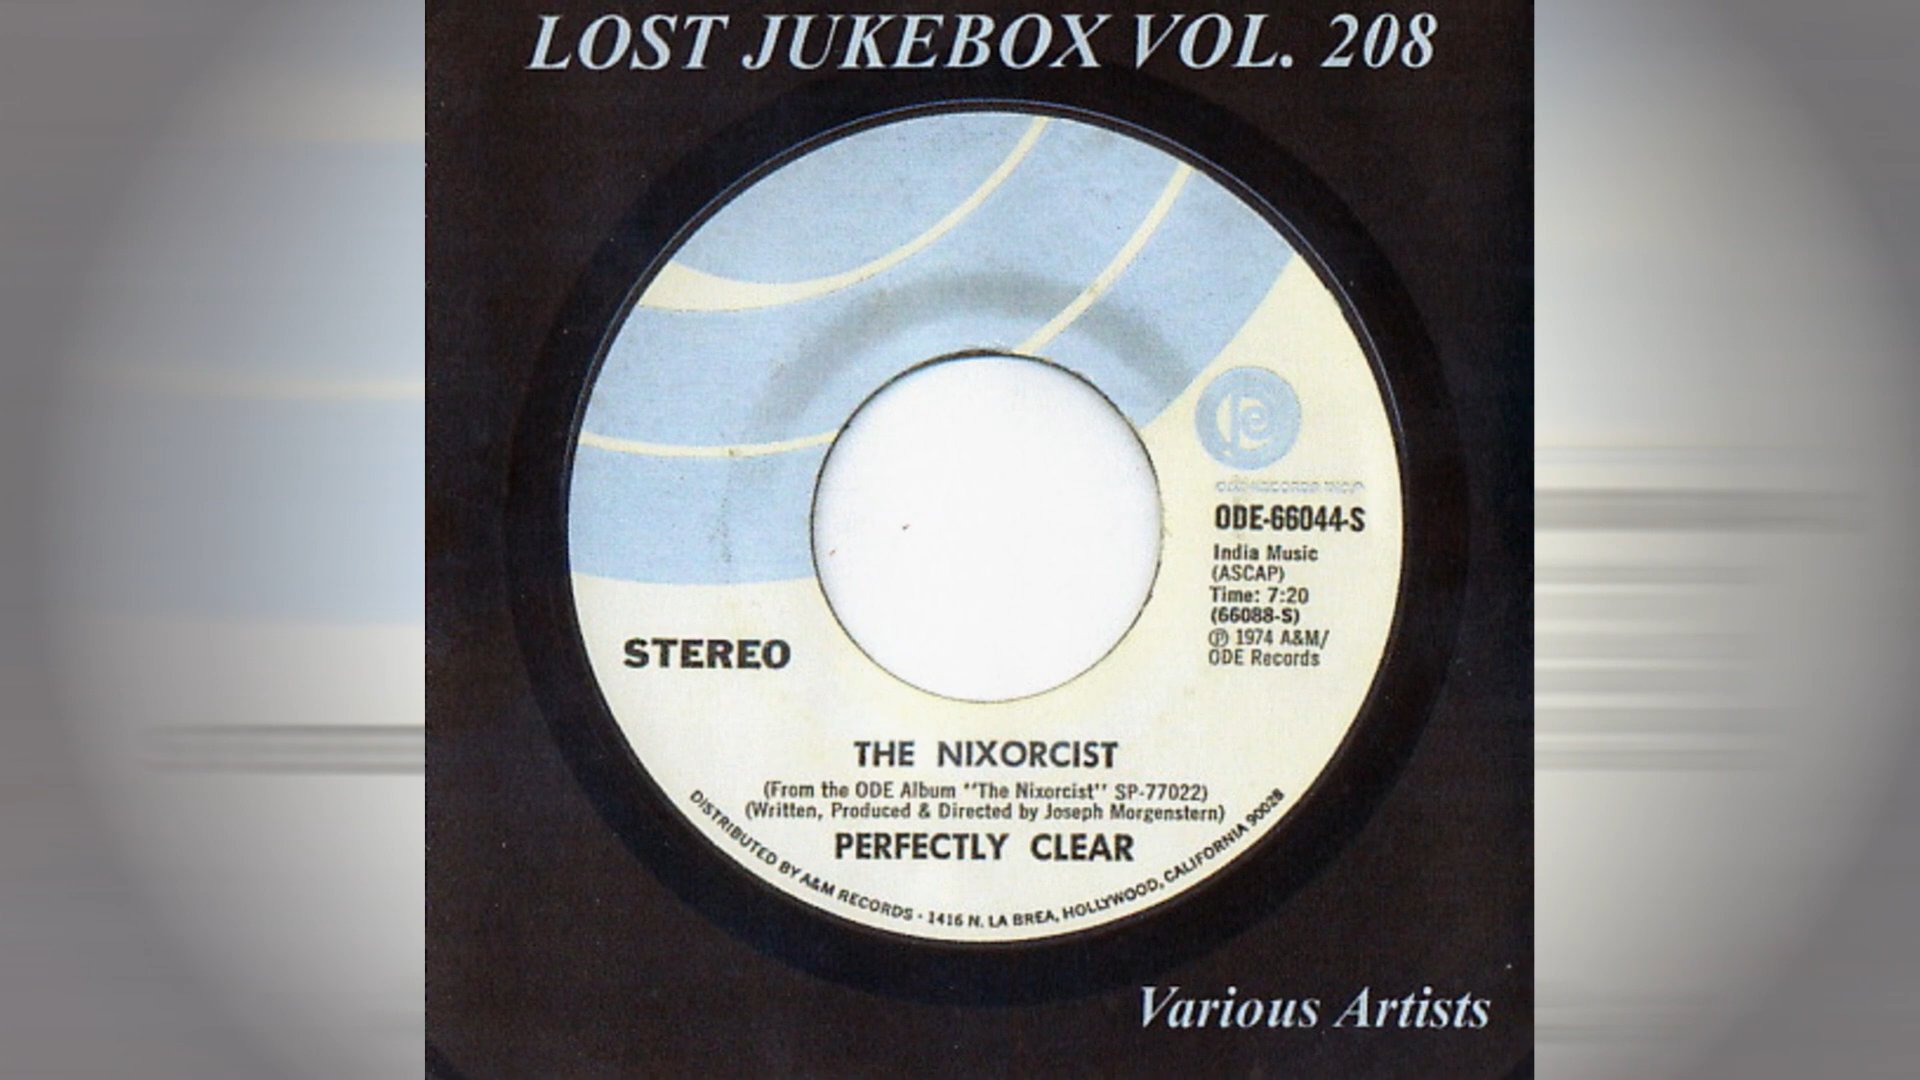 LOST JUKEBOX VOL. 208
ODE-66044-S
India Music
(ASCAP)
Time: 7:20
(66088-S)
℗ 1974 A&M/
ODE Records
STEREO
THE NIXORCIST
(From the ODE Album "The Nixorcist" SP-77022)
(Written, Produced & Directed by Joseph Morgenstern)
PERFECTLY CLEAR
DISTRIBUTED BY A&M RECORDS - 1416 N. LA BREA, HOLLYWOOD, CALIFORNIA 90028
Various Artists